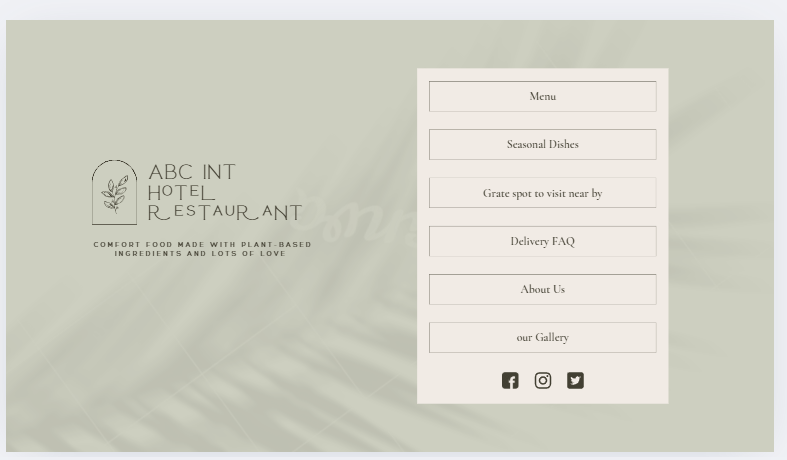 ABC INT
HOTEL
RESTAURANT
COMFORT FOOD MADE WITH PLANT-BASED
INGREDIENTS AND LOTS OF LOVE
Menu
Seasonal Dishes
Grate spot to visit near by
Delivery FAQ
About Us
our Gallery